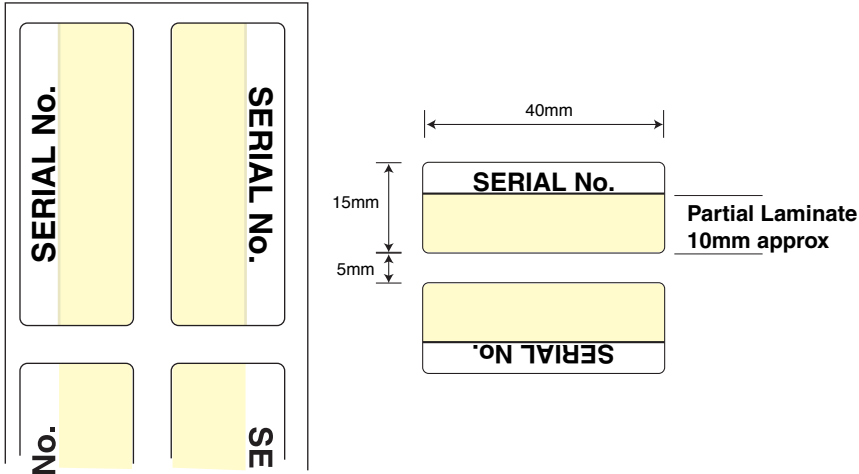 SERIAL No.
SERIAL No.
No.
SE
40mm
15mm
SERIAL No.
Partial Laminate
10mm approx
5mm
SERIAL No.